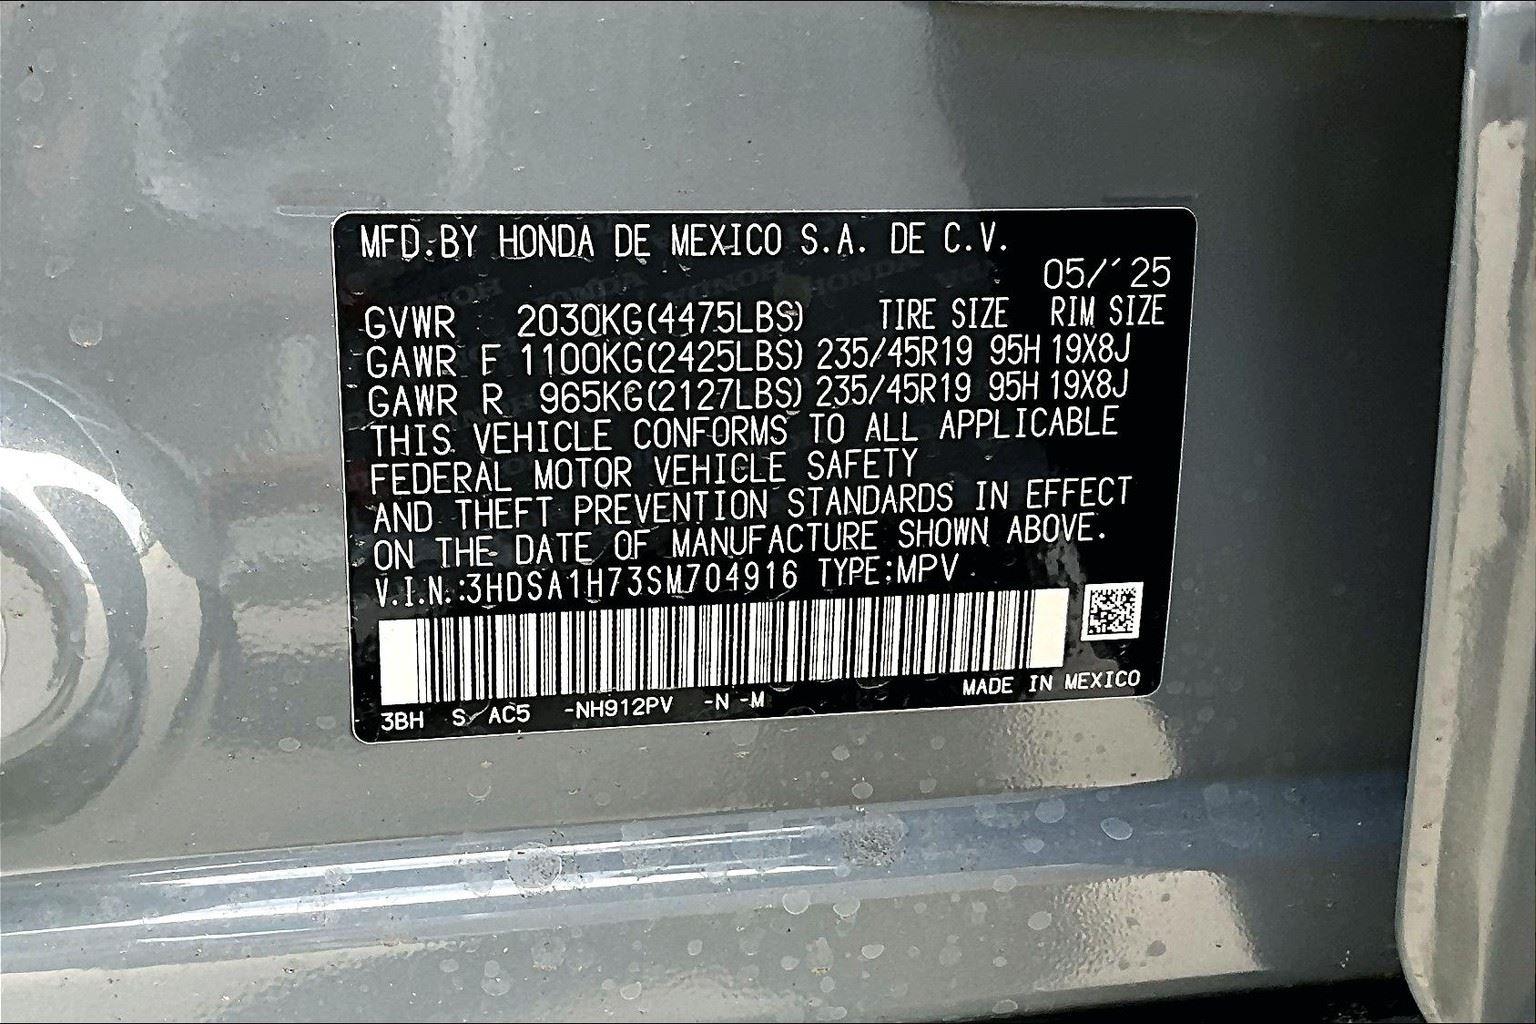 MFD.BY HONDA DE MEXICO S.A. DE C.V.
05/´25
GVWR 2030KG(4475LBS) TIRE SIZE RIM SIZE
GAWR F 1100KG(2425LBS) 235/45R19 95H 19X8J
GAWR R 965KG(2127LBS) 235/45R19 95H 19X8J
THIS VEHICLE CONFORMS TO ALL APPLICABLE
FEDERAL MOTOR VEHICLE SAFETY
AND THEFT PREVENTION STANDARDS IN EFFECT
ON THE DATE OF MANUFACTURE SHOWN ABOVE.
V.I.N.:3HDSA1H73SM704916 TYPE:MPV
MADE IN MEXICO
3BH S AC5 -NH912PV -N -M